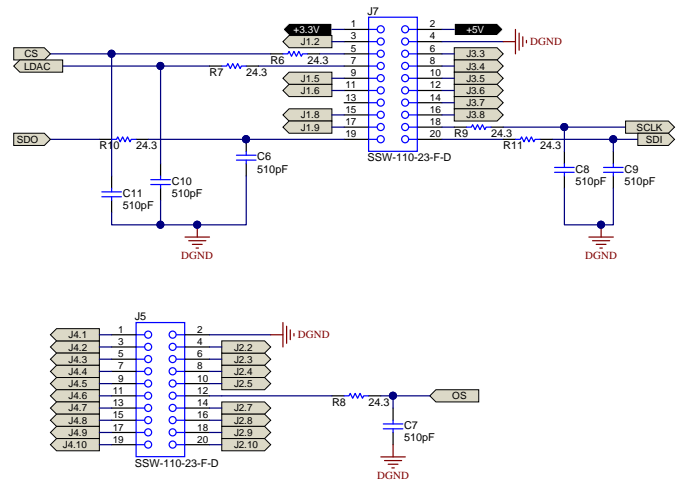 J7
+3.3V 1 2 +5V
J1.2 3 4 DGND
CS 5 6 J3.3
R6 24.3
LDAC 7 8 J3.4
R7 24.3
J1.5 9 10 J3.5
J1.6 11 12 J3.6
13 14 J3.7
J1.8 15 16 J3.8
J1.9 17 18 SCLK
R9 24.3
SDO 19 20 SDI
R10 24.3
R11 24.3
SSW-110-23-F-D
C6
510pF
C10
510pF
C11
510pF
C8
510pF
C9
510pF
DGND
DGND
J5
J4.1 1 2 DGND
J4.2 3 4 J2.2
J4.3 5 6 J2.3
J4.4 7 8 J2.4
J4.5 9 10 J2.5
J4.6 11 12 OS
R8 24.3
J4.7 13 14 J2.7
J4.8 15 16 J2.8
J4.9 17 18 J2.9
J4.10 19 20 J2.10
SSW-110-23-F-D
C7
510pF
DGND